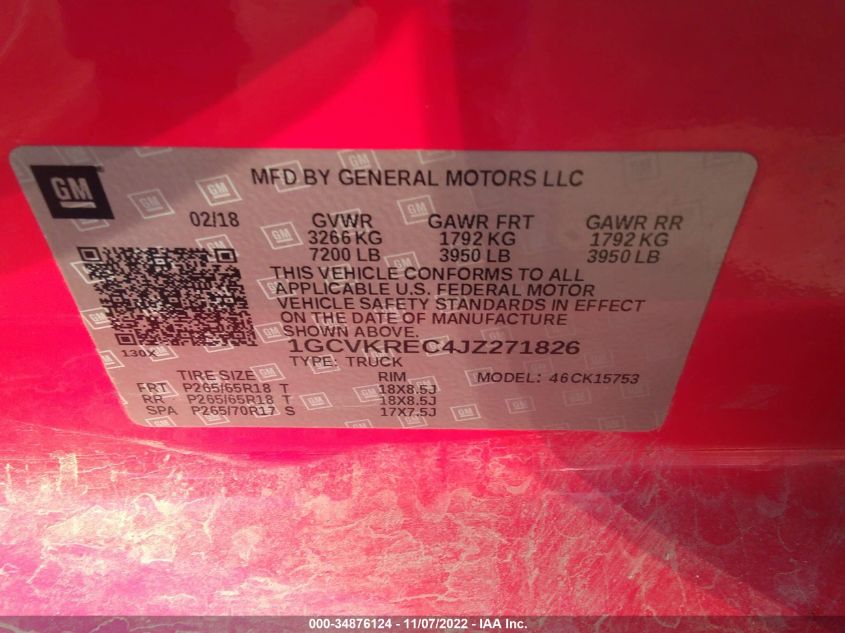 GM
MFD BY GENERAL MOTORS LLC
02/18 GVWR GAWR FRT GAWR RR
3266 KG 1792 KG 1792 KG
7200 LB 3950 LB 3950 LB
THIS VEHICLE CONFORMS TO ALL
APPLICABLE U.S. FEDERAL MOTOR
VEHICLE SAFETY STANDARDS IN EFFECT
ON THE DATE OF MANUFACTURE
SHOWN ABOVE.
130X 1GCVKREC4JZ271826
TYPE: TRUCK
TIRE SIZE RIM MODEL: 46CK15753
FRT P265/65R18 T 18X8.5J
RR P265/65R18 T 18X8.5J
SPA P265/70R17 S 17X7.5J
000-34876124 - 11/07/2022 - IAA Inc.